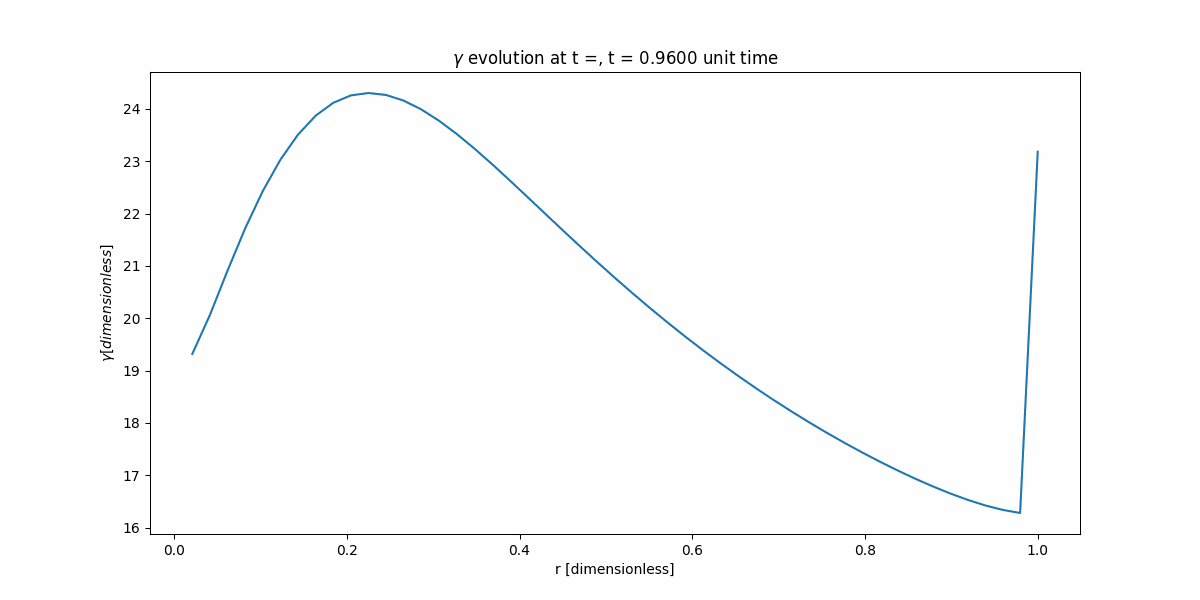 γ evolution at t =, t = 0.9600 unit time
γ[dimensionless]
24
23
22
21
20
19
18
17
16
0.0 0.2 0.4 0.6 0.8 1.0
r [dimensionless]